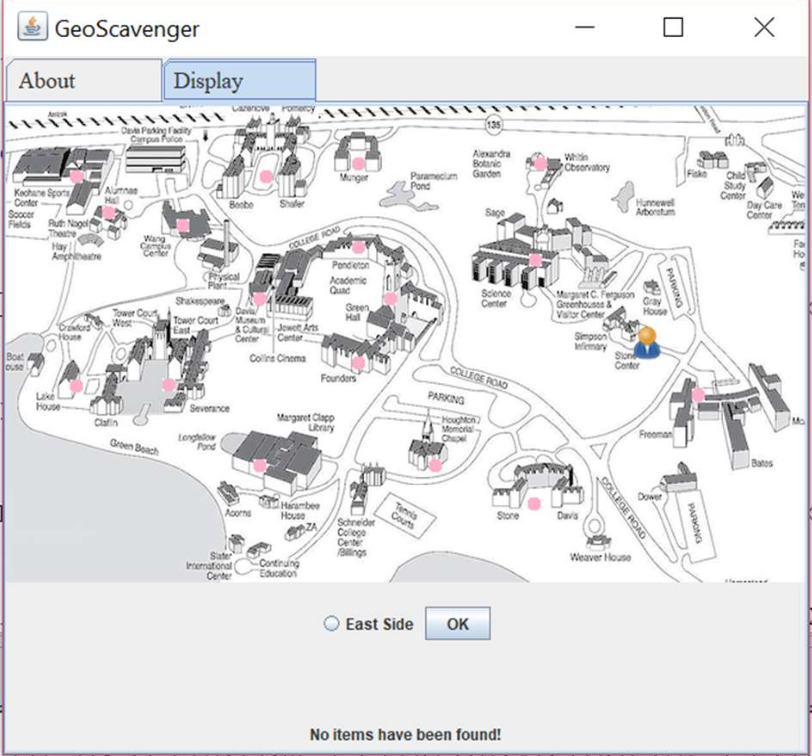 GeoScavenger
About
Display
Cazenove
Pomeroy
135
Davis Parking Facility
Campus Police
Keohane Sports
Center
Alumnae
Hall
Soccer
Fields
Ruth Nagel
Theatre
Hay
Amphitheatre
Wang
Campus
Center
Beebe
Shafer
Munger
Paramecium
Pond
Alexandra
Botanic
Garden
Whitin
Observatory
Hunnewell
Arboretum
Fiske
Child
Study
Center
Day Care
Center
Sage
COLLEGE ROAD
Physical
Plant
Pendleton
Academic
Quad
Green
Hall
Science
Center
Margaret C. Ferguson
Greenhouses &
Visitor Center
Gray
House
PARKING
Shakespeare
Davis
Museum
& Cultural
Center
Jewett Arts
Center
Collins Cinema
Founders
Simpson
Infirmary
Stone
Center
Crawford
House
Tower Court
West
Tower Court
East
Boat
Lake
House
Claflin
Severance
Green Beach
Longfellow
Pond
Margaret Clapp
Library
COLLEGE ROAD
PARKING
Houghton
Memorial
Chapel
Freeman
Bates
Acorns
Harambee
House
ZA
Slater
International
Center
Continuing
Education
Schneider
College
Center
/Billings
Tennis
Courts
Stone
Davis
Weaver House
COLLEGE ROAD
Dower
PARKING
East Side
OK
No items have been found!